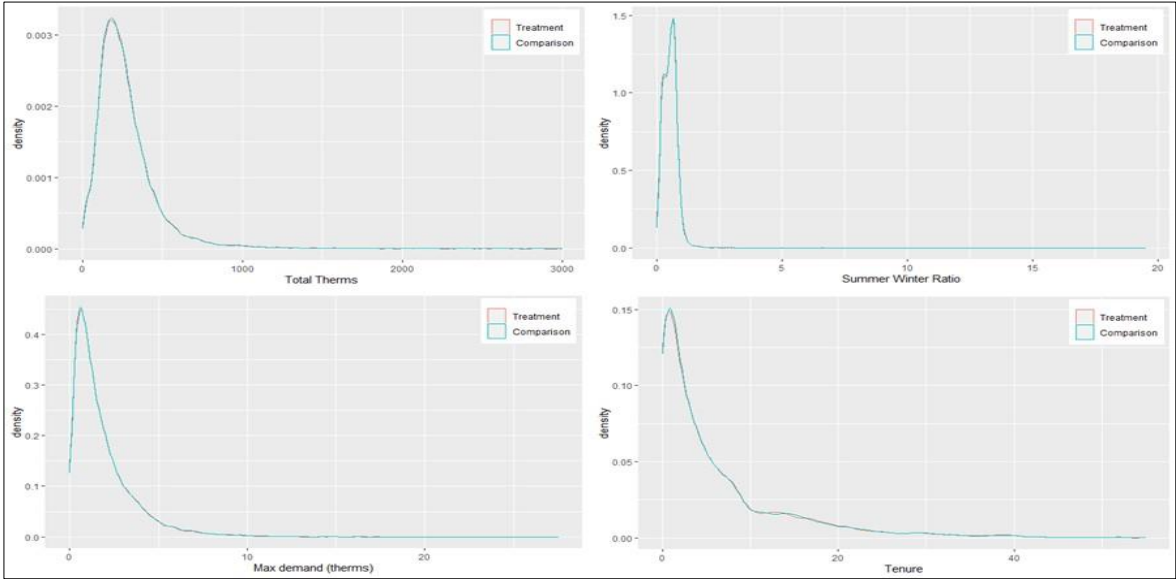 Treatment
Comparison
density
0.003
0.002
0.001
0.000
0
1000
2000
3000
Total Therms
Treatment
Comparison
density
1.5
1.0
0.5
0.0
0
5
10
15
20
Summer Winter Ratio
Treatment
Comparison
density
0.4
0.3
0.2
0.1
0.0
0
10
20
Max demand (therms)
Treatment
Comparison
density
0.15
0.10
0.05
0.00
0
20
40
Tenure